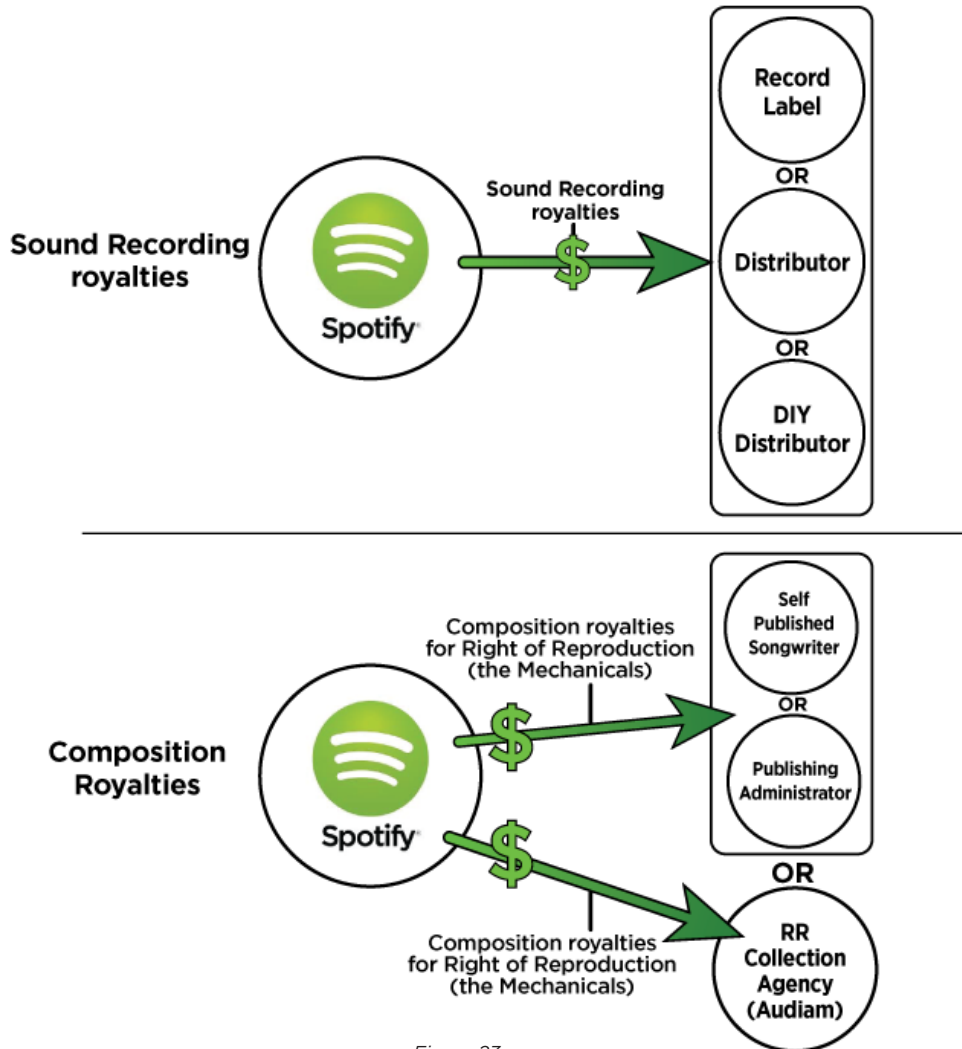 Sound Recording
royalties
Spotify®
Sound Recording
royalties
$
Record
Label
OR
Distributor
OR
DIY
Distributor
Composition
Royalties
Spotify®
Composition royalties
for Right of Reproduction
(the Mechanicals)
$
Self
Published
Songwriter
OR
Publishing
Administrator
$
Composition royalties
for Right of Reproduction
(the Mechanicals)
OR
RR
Collection
Agency
(Audiam)